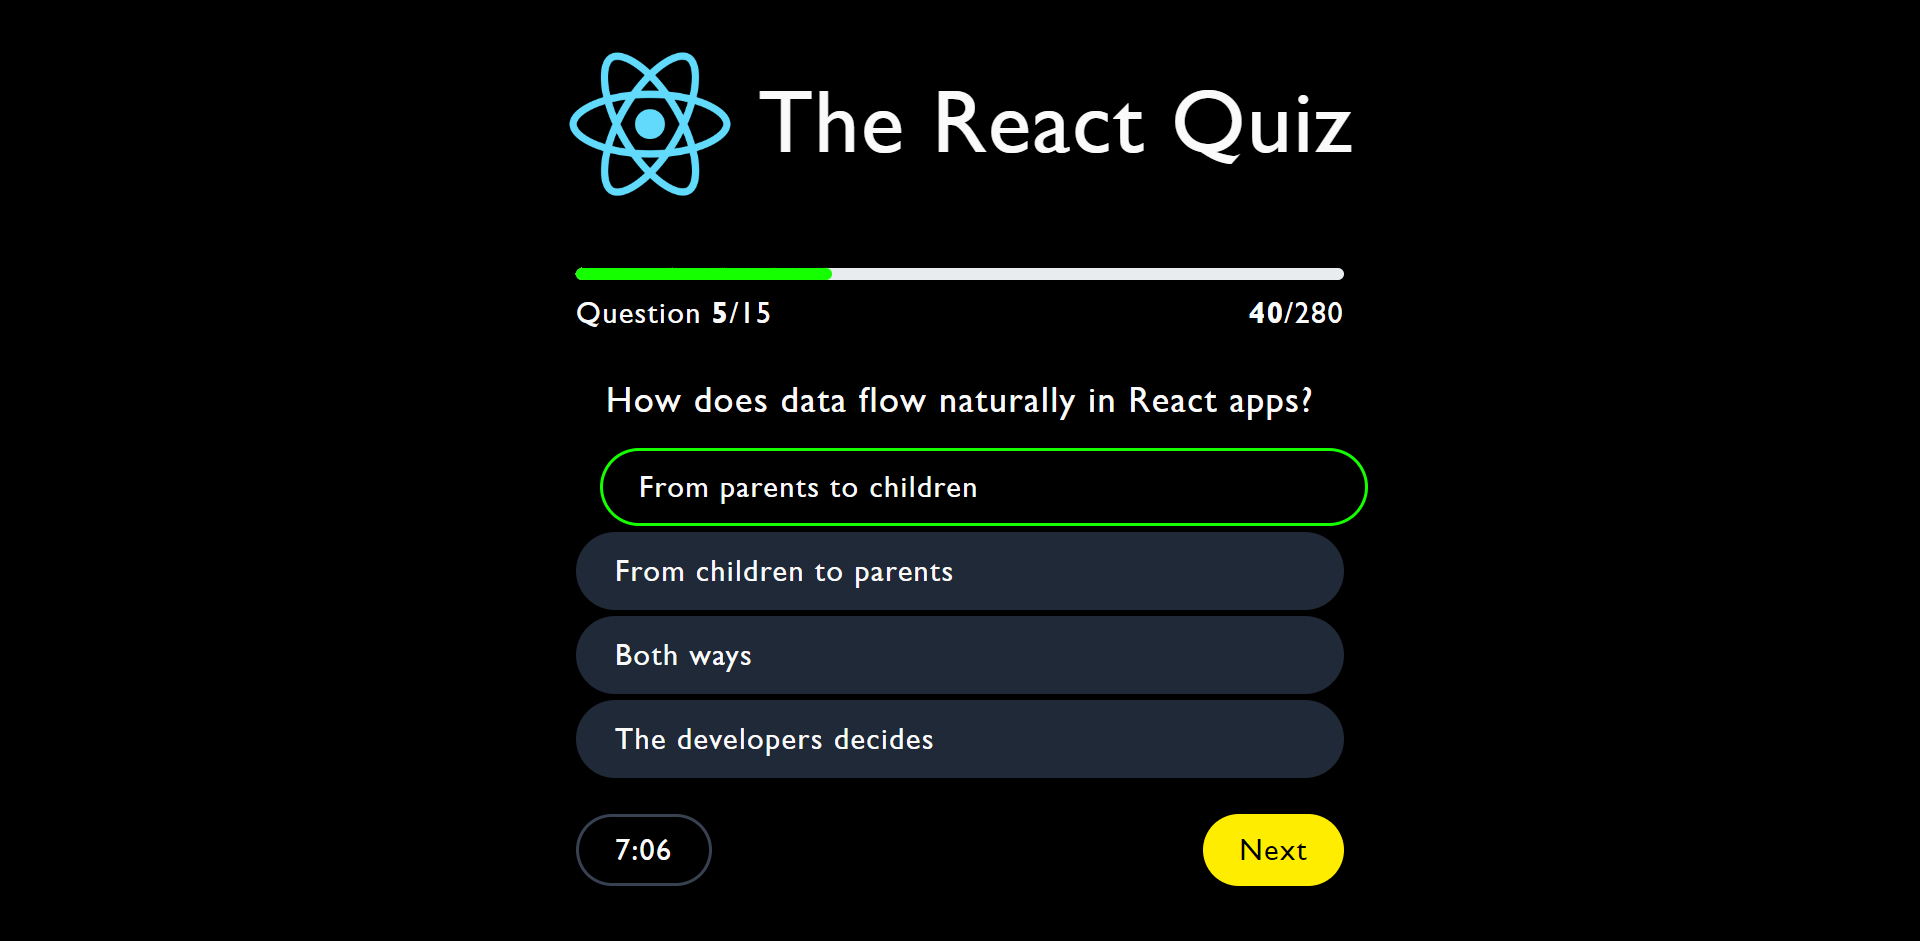 The React Quiz
Question 5/15
40/280
How does data flow naturally in React apps?
From parents to children
From children to parents
Both ways
The developers decides
7:06
Next